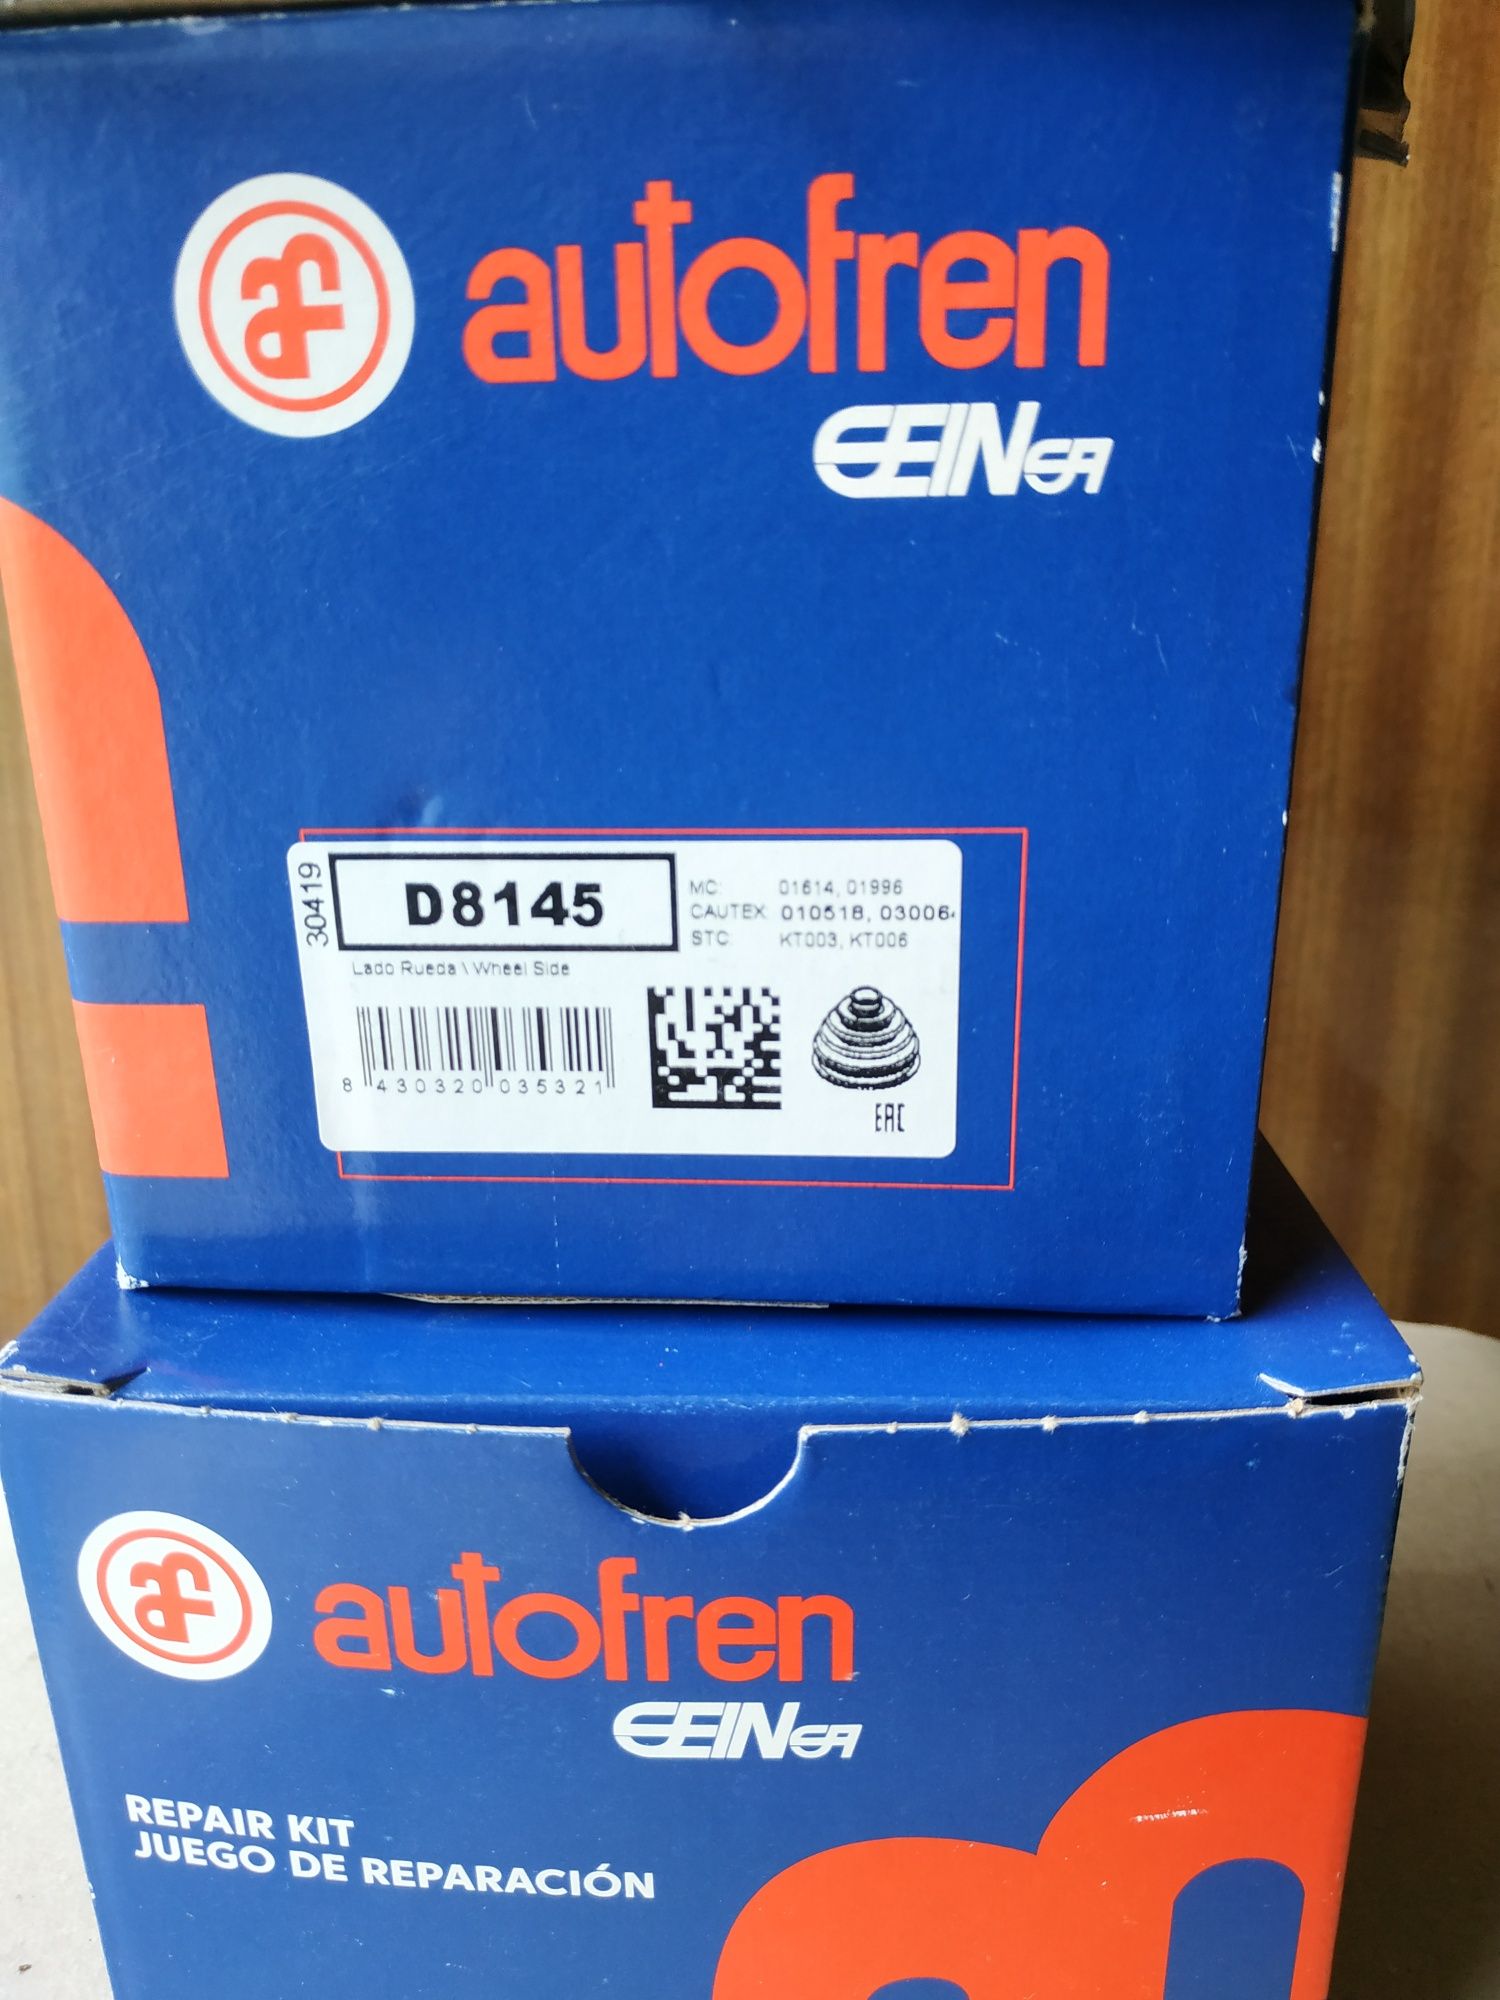 autofren
SEINSA
30419
D8145
MC: 01614, 01996
CAUTEX 010518, 030064
STC: KT003, KT006
Lado Rueda \ Wheel Side
8 430320 035321
EAC
autofren
SEINSA
REPAIR KIT
JUEGO DE REPARACIÓN